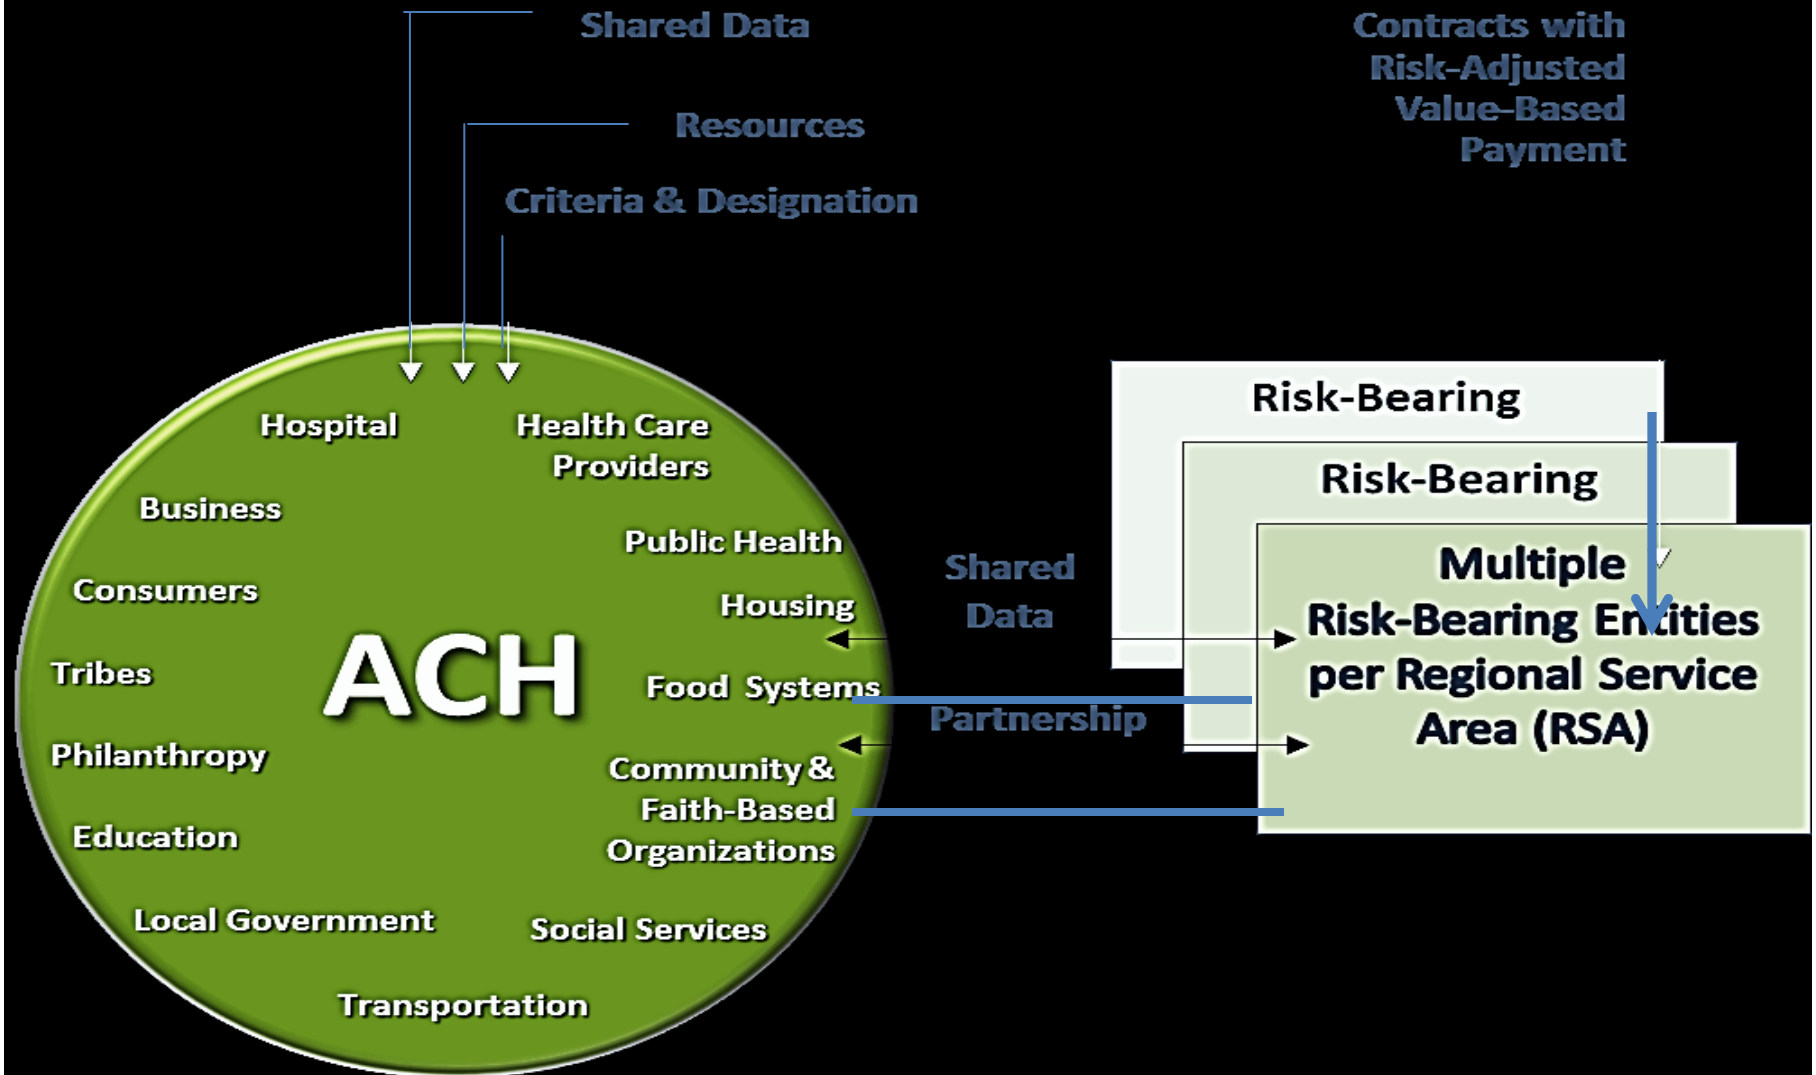 Shared Data
Resources
Criteria & Designation
Contracts with
Risk-Adjusted
Value-Based
Payment
Hospital
Health Care
Providers
Business
Public Health
Consumers
Housing
Tribes
ACH
Food Systems
Philanthropy
Community &
Faith-Based
Organizations
Education
Local Government
Social Services
Transportation
Shared
Data
Partnership
Risk-Bearing
Risk-Bearing
Multiple
Risk-Bearing Entities
per Regional Service
Area (RSA)